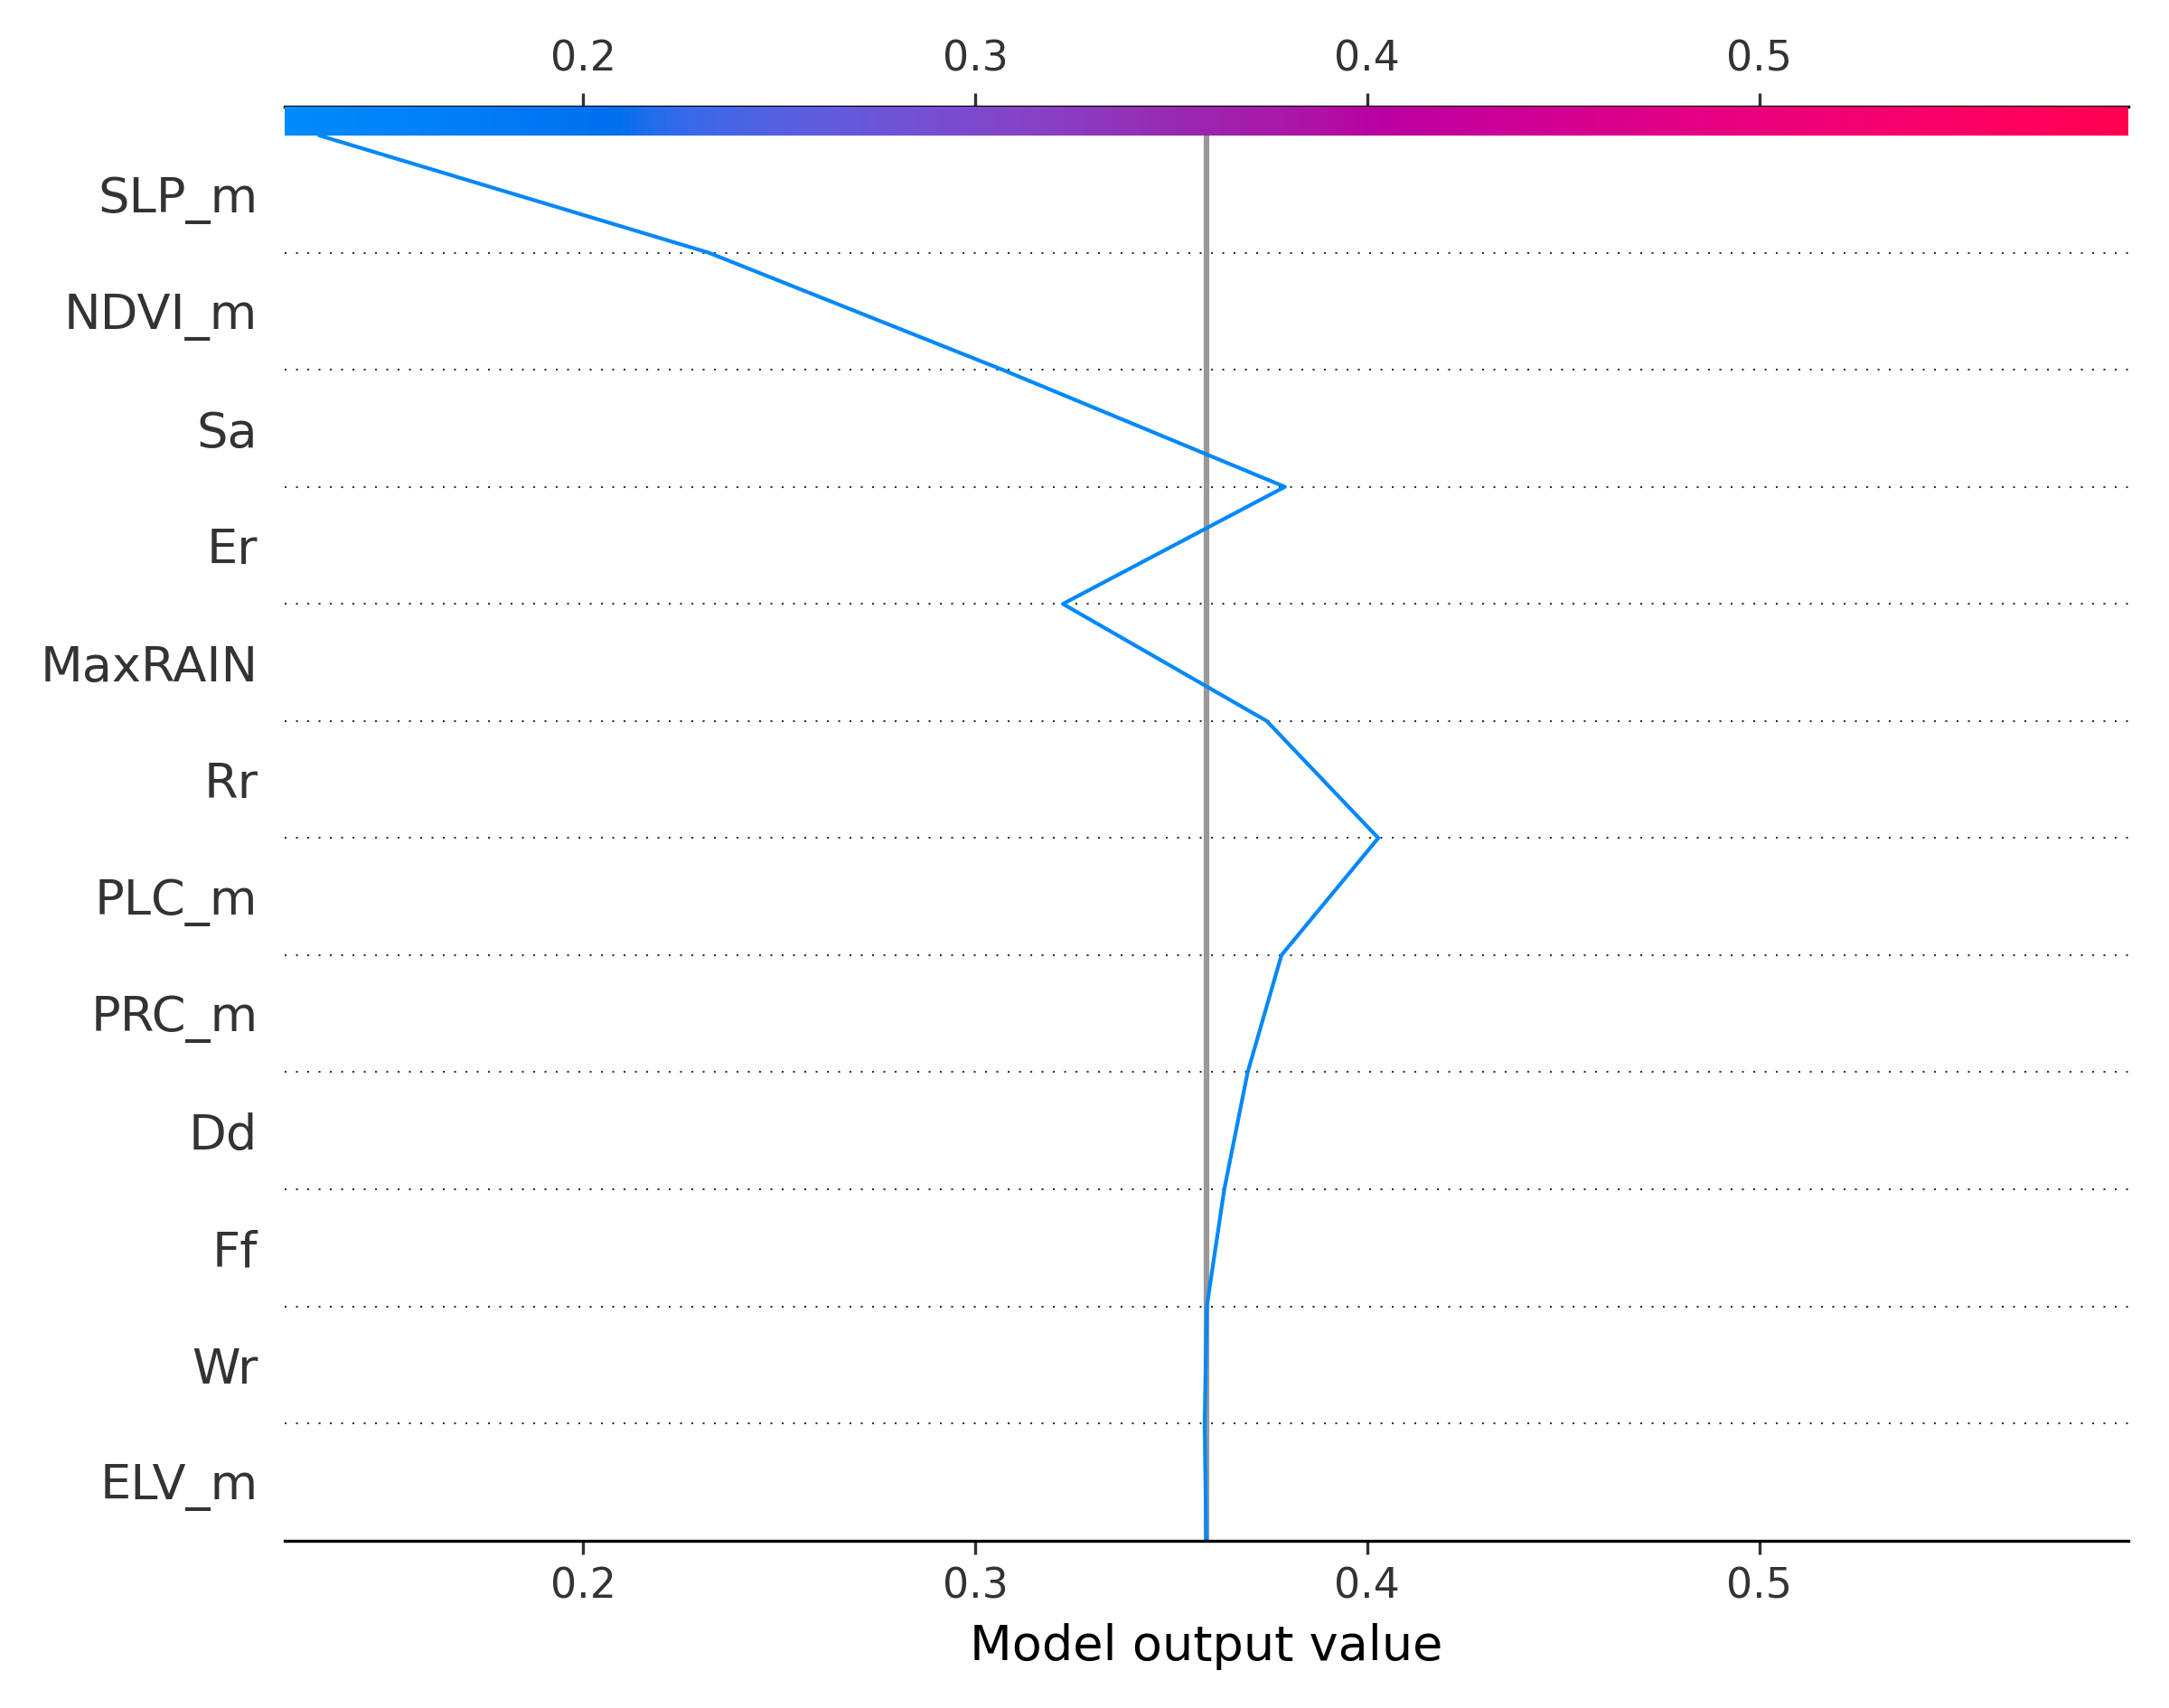 0.2 0.3 0.4 0.5
SLP_m
NDVI_m
Sa
Er
MaxRAIN
Rr
PLC_m
PRC_m
Dd
Ff
Wr
ELV_m
0.2 0.3 0.4 0.5
Model output value